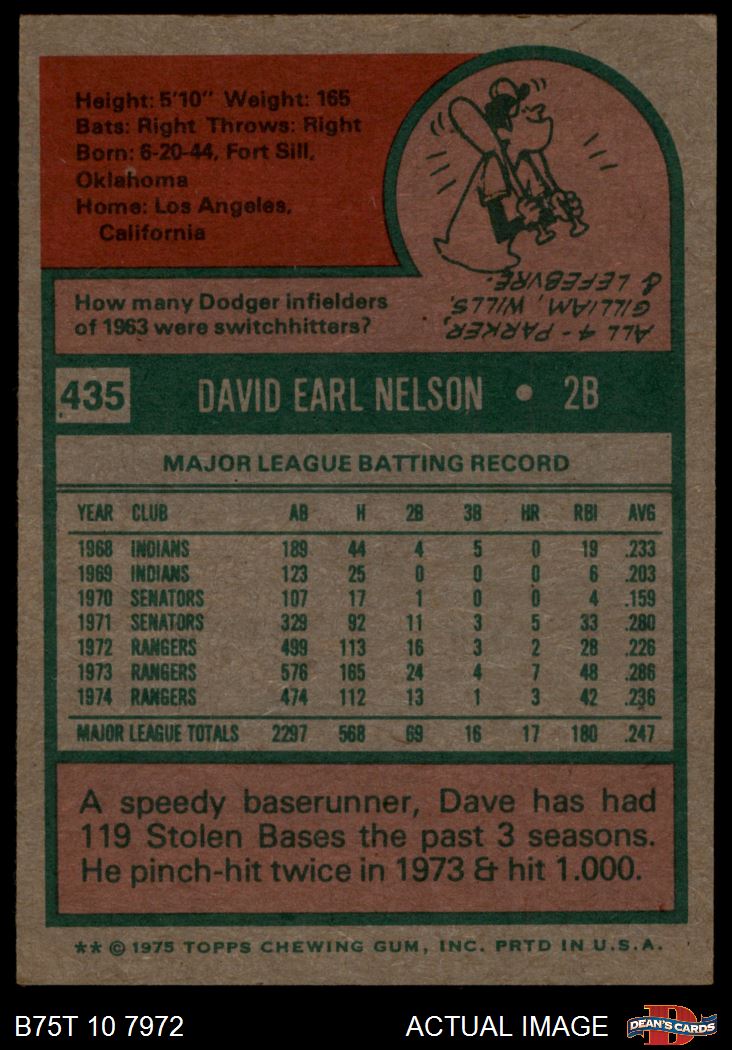 Height: 5'10" Weight: 165
Bats: Right Throws: Right
Born: 6-20-44, Fort Sill,
Oklahoma
Home: Los Angeles,
California
How many Dodger infielders
of 1963 were switchhitters?
ALL 4 - PARKER,
GILLIAM, WILLS,
& LEFEBVRE.
435 DAVID EARL NELSON • 2B
MAJOR LEAGUE BATTING RECORD
YEAR CLUB AB H 2B 3B HR RBI AVG
1968 INDIANS 189 44 4 5 0 19 .233
1969 INDIANS 123 25 0 0 0 6 .203
1970 SENATORS 107 17 1 0 0 4 .159
1971 SENATORS 329 92 11 3 5 33 .280
1972 RANGERS 499 113 16 3 2 28 .226
1973 RANGERS 576 165 24 4 7 48 .286
1974 RANGERS 474 112 13 1 3 42 .236
MAJOR LEAGUE TOTALS 2297 568 69 16 17 180 .247
A speedy baserunner, Dave has had
119 Stolen Bases the past 3 seasons.
He pinch-hit twice in 1973 & hit 1.000.
** © 1975 TOPPS CHEWING GUM, INC. PRTD IN U.S.A.
B75T 10 7972 ACTUAL IMAGE
DEAN'S CARDS